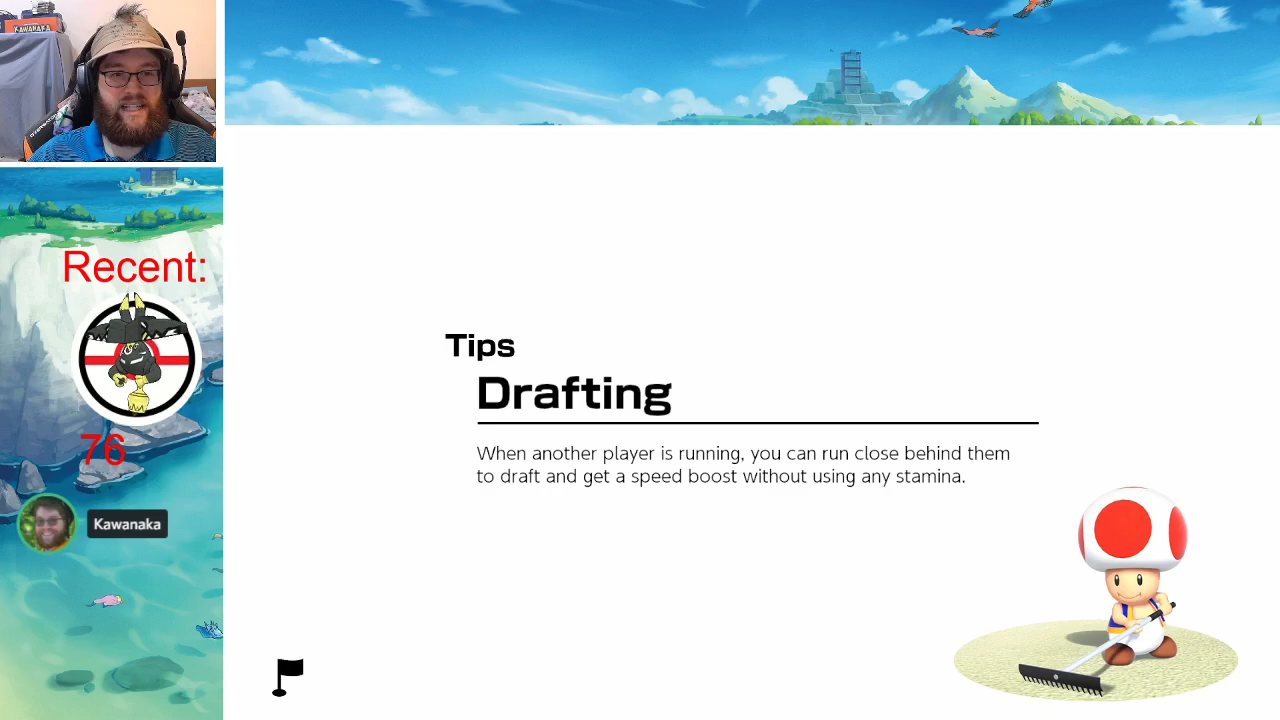 KAWANAKA
Recent:
76
Kawanaka
Tips
Drafting
When another player is running, you can run close behind them
to draft and get a speed boost without using any stamina.